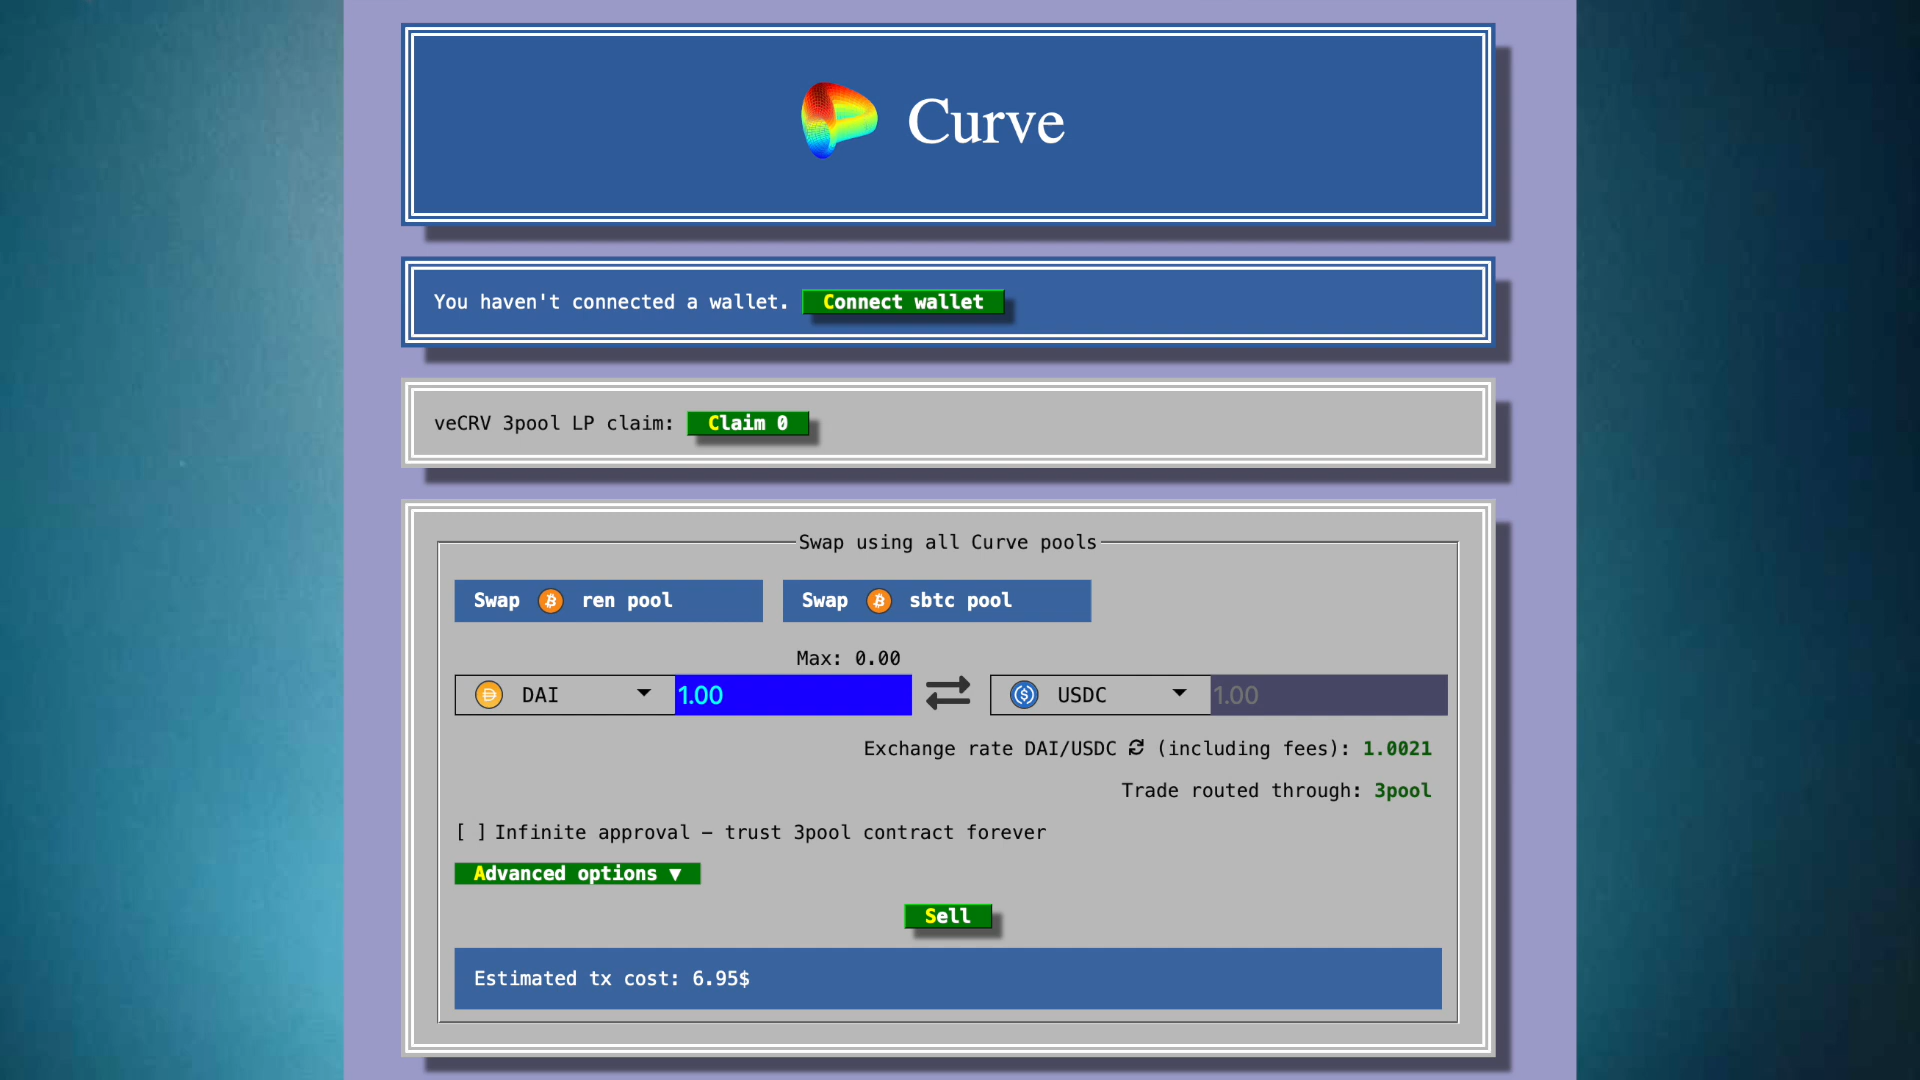 Curve
You haven't connected a wallet. Connect wallet
veCRV 3pool LP claim: Claim 0
Swap using all Curve pools
Swap ren pool Swap sbtc pool
Max: 0.00
DAI 1.00 USDC 1.00
Exchange rate DAI/USDC (including fees): 1.0021
Trade routed through: 3pool
[ ] Infinite approval – trust 3pool contract forever
Advanced options ▼
Sell
Estimated tx cost: 6.95$